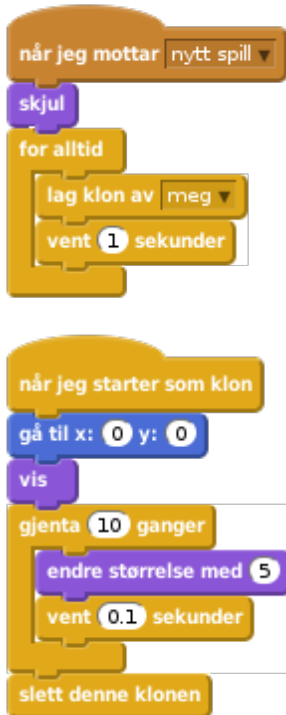 når jeg mottar nytt spill
skjul
for alltid
lag klon av meg
vent 1 sekunder
når jeg starter som klon
gå til x: 0 y: 0
vis
gjenta 10 ganger
endre størrelse med 5
vent 0.1 sekunder
slett denne klonen